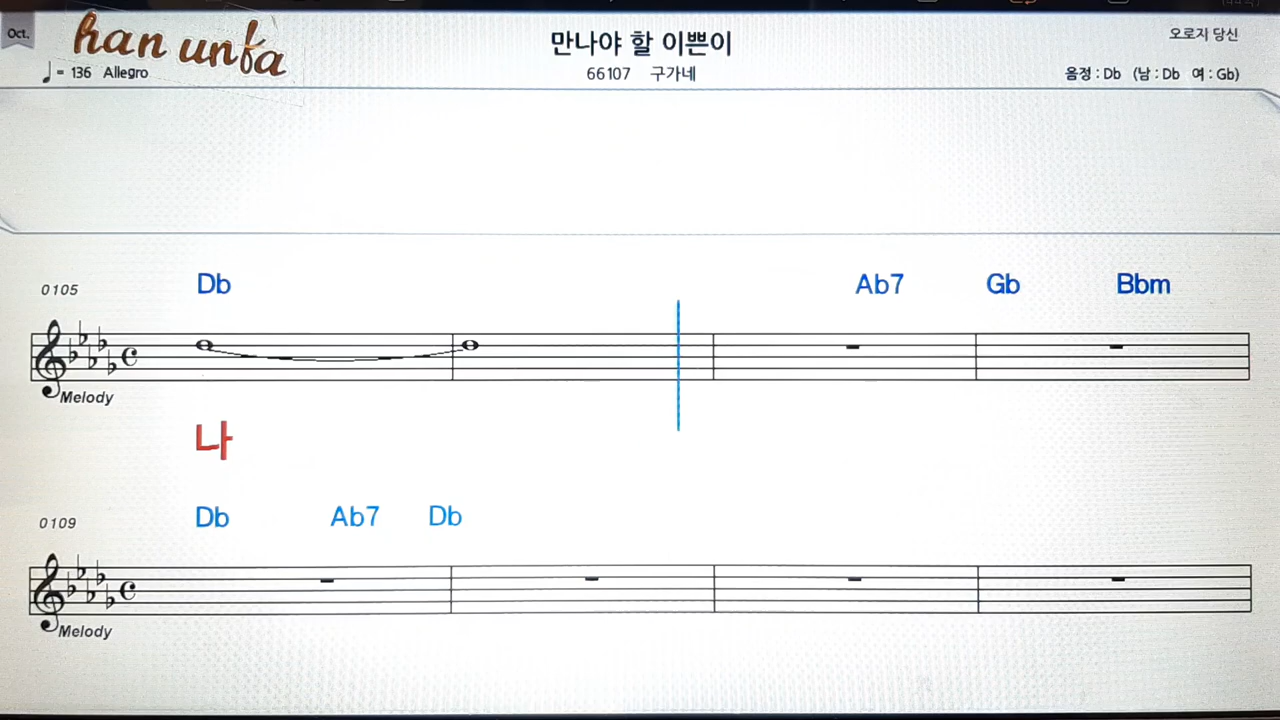 Oct.
han unfa
만나야 할 이쁜이
오로지 당신
♩= 136 Allegro
66107 구가네
음정 : Db (남 : Db 여 : Gb)
0105
Db Ab7 Gb Bbm
Melody
나
0109
Db Ab7 Db
Melody